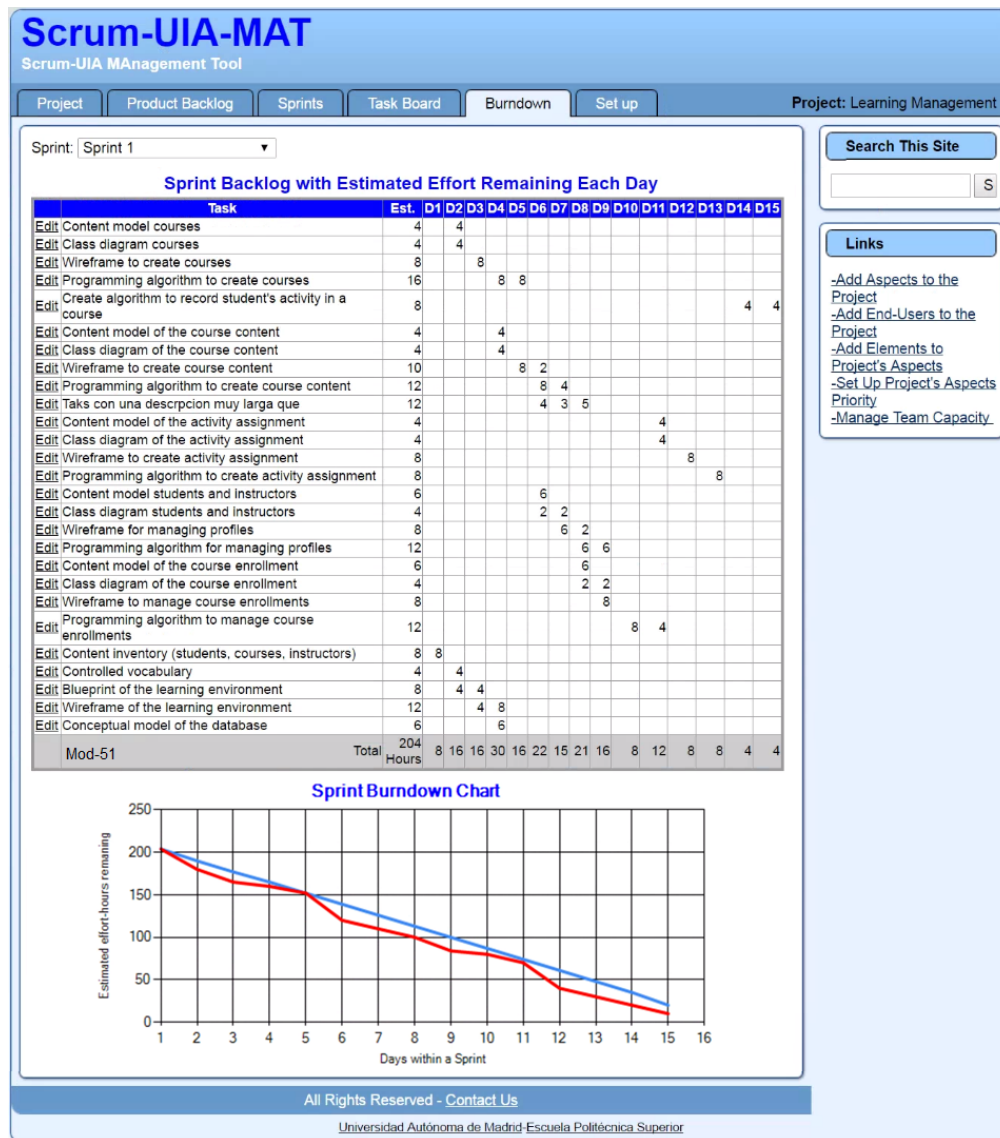 Scrum-UIA-MAT
Scrum-UIA MAnagement Tool
Project Product Backlog Sprints Task Board Burndown Set up Project: Learning Management
Sprint: Sprint 1
Sprint Backlog with Estimated Effort Remaining Each Day
Task Est. D1 D2 D3 D4 D5 D6 D7 D8 D9 D10 D11 D12 D13 D14 D15
Edit Content model courses 4 4
Edit Class diagram courses 4 4
Edit Wireframe to create courses 8 8
Edit Programming algorithm to create courses 16 8 8
Edit Create algorithm to record student's activity in a
course 8 4 4
Edit Content model of the course content 4 4
Edit Class diagram of the course content 4 4
Edit Wireframe to create course content 10 8 2
Edit Programming algorithm to create course content 12 8 4
Edit Taks con una descrpcion muy larga que 12 4 3 5
Edit Content model of the activity assignment 4 4
Edit Class diagram of the activity assignment 4 4
Edit Wireframe to create activity assignment 8 8
Edit Programming algorithm to create activity assignment 8 8
Edit Content model students and instructors 6 6
Edit Class diagram students and instructors 4 2 2
Edit Wireframe for managing profiles 8 6 2
Edit Programming algorithm for managing profiles 12 6 6
Edit Content model of the course enrollment 6 6
Edit Class diagram of the course enrollment 4 2 2
Edit Wireframe to manage course enrollments 8 8
Edit Programming algorithm to manage course
enrollments 12 8 4
Edit Content inventory (students, courses, instructors) 8 8
Edit Controlled vocabulary 4 4
Edit Blueprint of the learning environment 8 4 4
Edit Wireframe of the learning environment 12 4 8
Edit Conceptual model of the database 6 6
Mod-51 Total 204
Hours 8 16 16 30 16 22 15 21 16 8 12 8 8 4 4
Sprint Burndown Chart
Estimated effort-hours remaning
250
200
150
100
50
0
1 2 3 4 5 6 7 8 9 10 11 12 13 14 15 16
Days within a Sprint
Search This Site
S
Links
-Add Aspects to the
Project
-Add End-Users to the
Project
-Add Elements to
Project's Aspects
-Set Up Project's Aspects
Priority
-Manage Team Capacity
All Rights Reserved - Contact Us
Universidad Autónoma de Madrid-Escuela Politécnica Superior